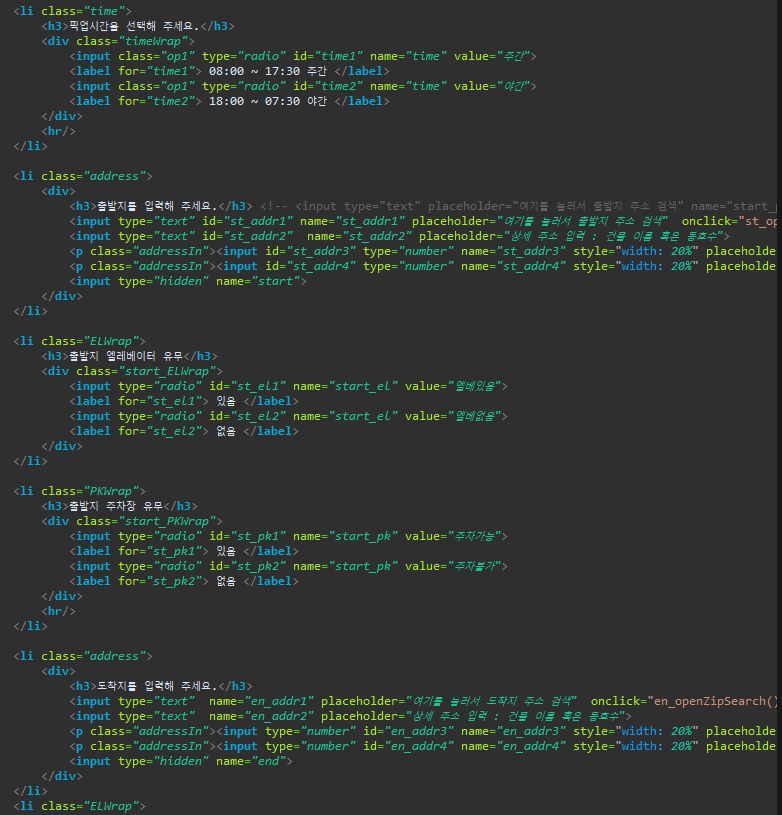 <li class="time">
<h3>픽업시간을 선택해 주세요.</h3>
<div class="timeWrap">
<input class="op1" type="radio" id="time1" name="time" value="주간">
<label for="time1"> 08:00 ~ 17:30 주간 </label>
<input class="op1" type="radio" id="time2" name="time" value="야간">
<label for="time2"> 18:00 ~ 07:30 야간 </label>
</div>
<hr/>
</li>
<li class="address">
<div>
<h3>출발지를 입력해 주세요.</h3> <!-- <input type="text" placeholder="여기를 눌러서 출발지 주소 검색" name="start_p
<input type="text" id="st_addr1" name="st_addr1" placeholder="여기를 눌러서 출발지 주소 검색"  onclick="st_op
<input type="text" id="st_addr2"  name="st_addr2" placeholder="상세 주소 입력 : 건물 이름 혹은 동호수">
<p class="addressIn"><input id="st_addr3" type="number" name="st_addr3" style="width: 20%" placeholde
<p class="addressIn"><input id="st_addr4" type="number" name="st_addr4" style="width: 20%" placeholde
<input type="hidden" name="start">
</div>
</li>
<li class="ELWrap">
<h3>출발지 엘레베이터 유무</h3>
<div class="start_ELWrap">
<input type="radio" id="st_el1" name="start_el" value="엘베있음">
<label for="st_el1"> 있음 </label>
<input type="radio" id="st_el2" name="start_el" value="엘베없음">
<label for="st_el2"> 없음 </label>
</div>
</li>
<li class="PKWrap">
<h3>출발지 주차장 유무</h3>
<div class="start_PKWrap">
<input type="radio" id="st_pk1" name="start_pk" value="주차가능">
<label for="st_pk1"> 있음 </label>
<input type="radio" id="st_pk2" name="start_pk" value="주차불가">
<label for="st_pk2"> 없음 </label>
</div>
<hr/>
</li>
<li class="address">
<div>
<h3>도착지를 입력해 주세요.</h3>
<input type="text"  name="en_addr1" placeholder="여기를 눌러서 도착지 주소 검색"  onclick="en_openZipSearch()
<input type="text"  name="en_addr2" placeholder="상세 주소 입력 : 건물 이름 혹은 동호수">
<p class="addressIn"><input type="number" id="en_addr3" name="en_addr3" style="width: 20%" placeholde
<p class="addressIn"><input type="number" id="en_addr4" name="en_addr4" style="width: 20%" placeholde
<input type="hidden" name="end">
</div>
</li>
<li class="ELWrap">